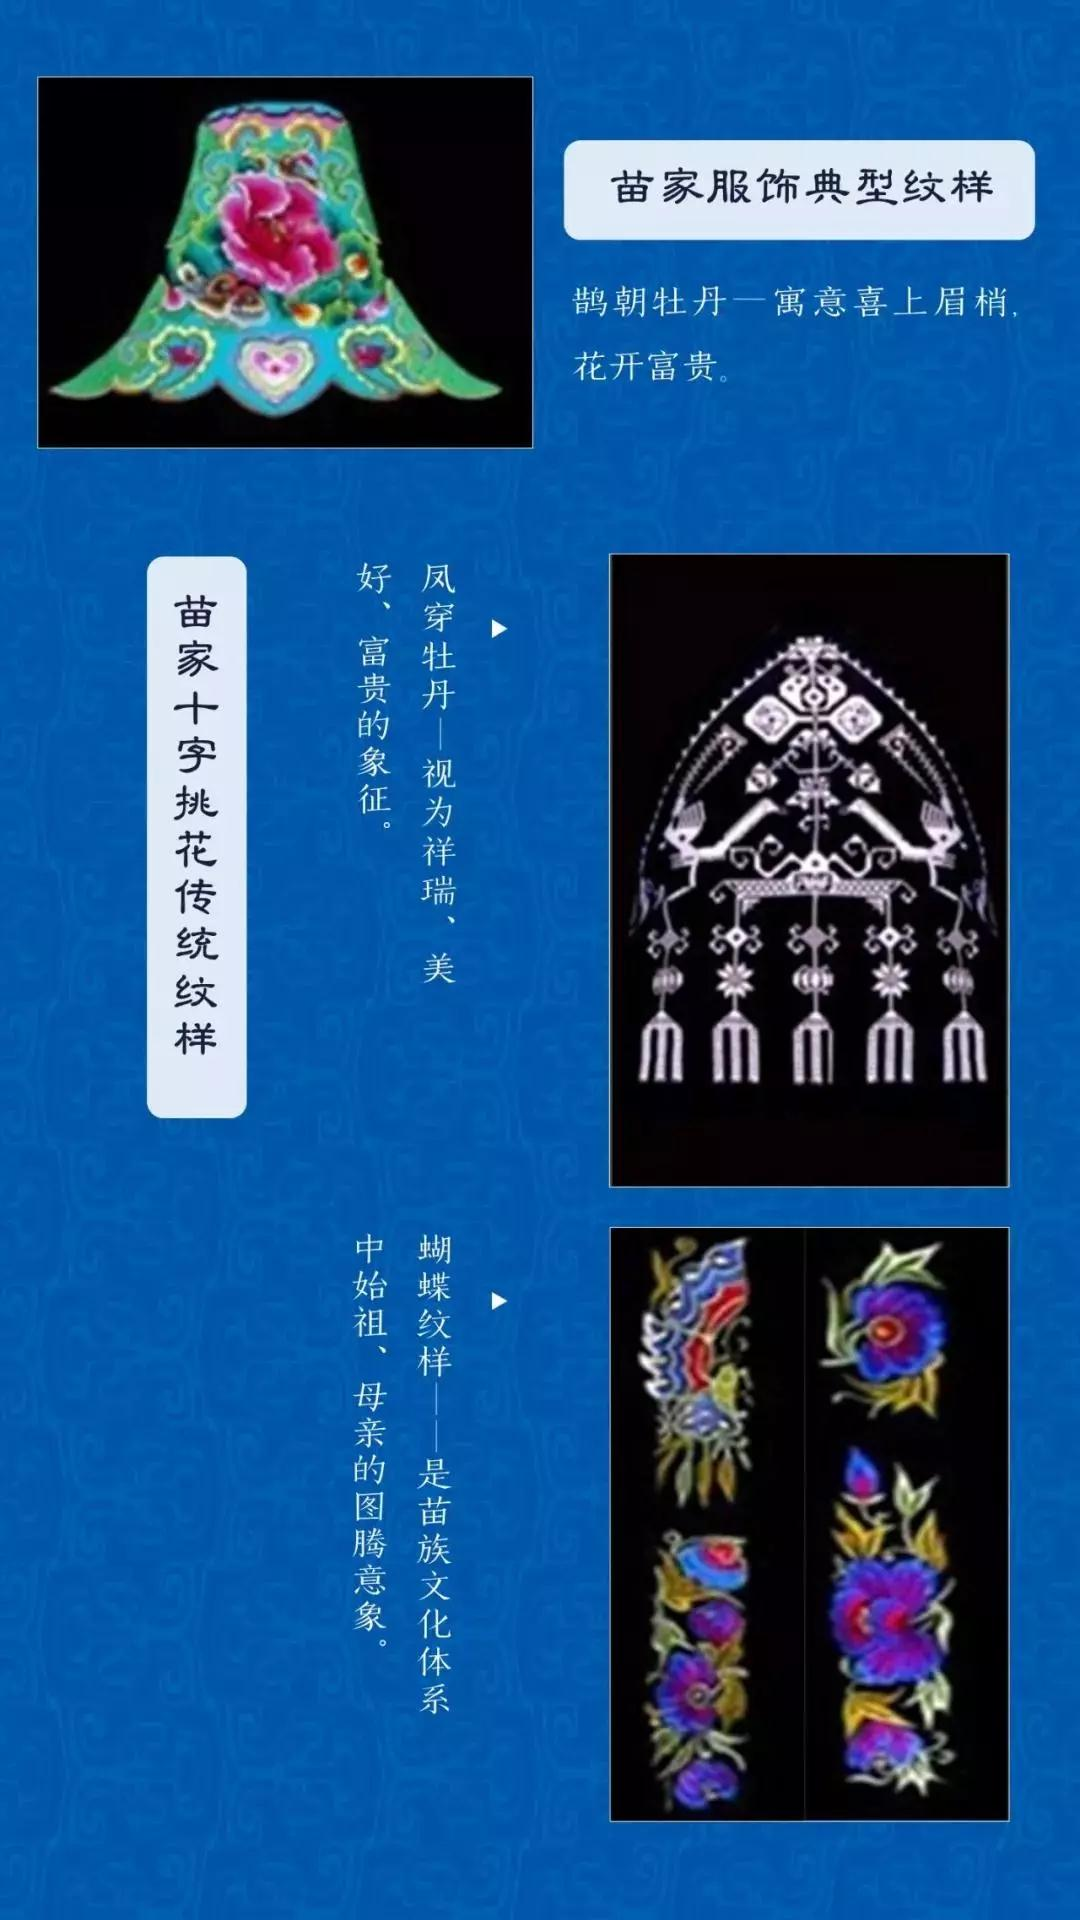 苗家服饰典型纹样
鹊朝牡丹—寓意喜上眉梢,
花开富贵。
苗家十字挑花传统纹样
凤穿牡丹—视为祥瑞、美
好、富贵的象征。
蝴蝶纹样——是苗族文化体系
中始祖、母亲的图腾意象。